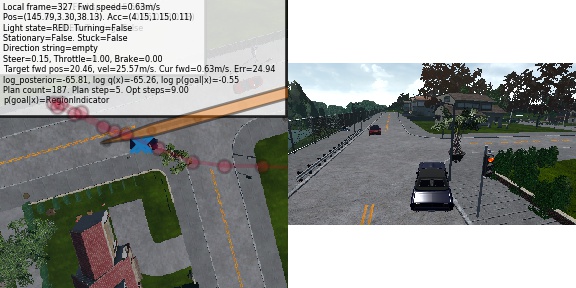 Local frame=327: Fwd speed=0.63m/s
Pos=(145.79,3.30,38.13). Acc=(4.15,1.15,0.11)
Light state=RED. Turning=False
Stationary=False. Stuck=False
Direction string=empty
Steer=0.15, Throttle=1.00, Brake=0.00
Target fwd pos=20.46, vel=25.57m/s. Cur fwd=0.63m/s. Err=24.94
log_posterior=-65.81, log q(x)=-65.26, log p(goal|x)=-0.55
Plan count=187. Plan step=5. Opt steps=9.00
p(goal|x)=RegionIndicator